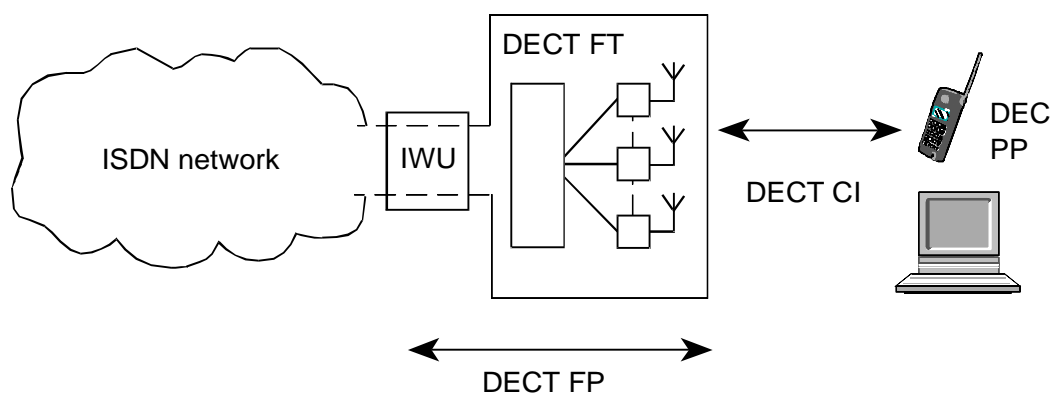 DECT FT
ISDN network
IWU
DEC
PP
DECT CI
DECT FP